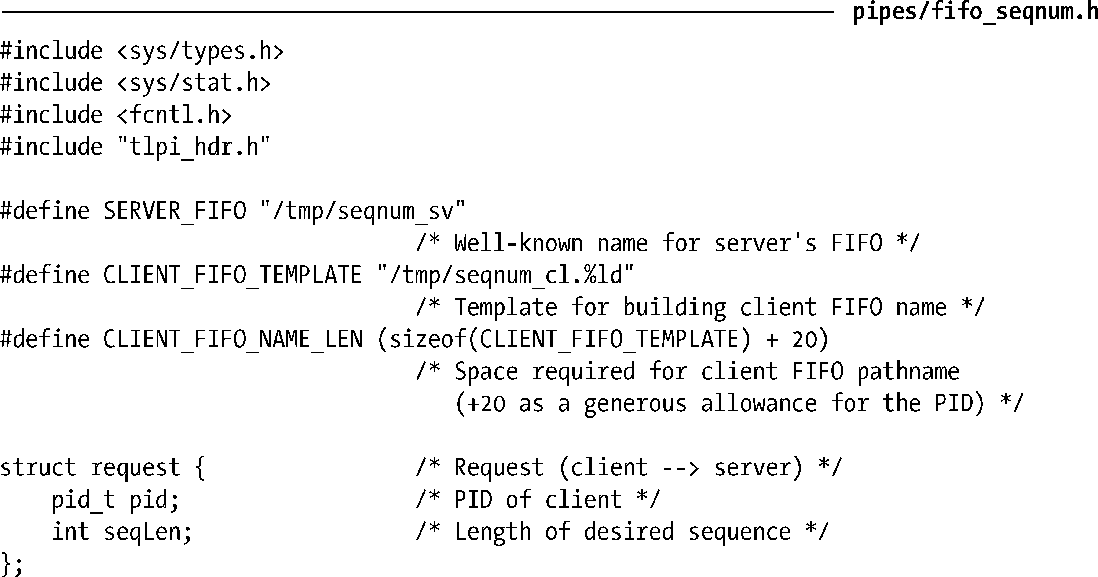 pipes/fifo_seqnum.h
#include <sys/types.h>
#include <sys/stat.h>
#include <fcntl.h>
#include "tlpi_hdr.h"

#define SERVER_FIFO "/tmp/seqnum_sv"
                                /* Well-known name for server's FIFO */
#define CLIENT_FIFO_TEMPLATE "/tmp/seqnum_cl.%ld"
                                /* Template for building client FIFO name */
#define CLIENT_FIFO_NAME_LEN (sizeof(CLIENT_FIFO_TEMPLATE) + 20)
                                /* Space required for client FIFO pathname
                                   (+20 as a generous allowance for the PID) */

struct request {                /* Request (client --> server) */
    pid_t pid;                  /* PID of client */
    int seqLen;                 /* Length of desired sequence */
};